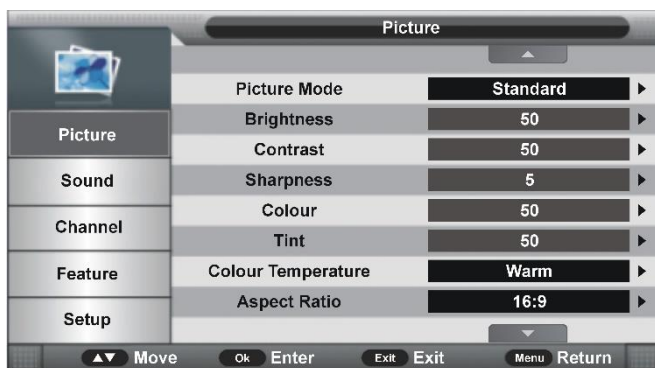 Picture
Picture
Sound
Channel
Feature
Setup
Picture Mode Standard
Brightness 50
Contrast 50
Sharpness 5
Colour 50
Tint 50
Colour Temperature Warm
Aspect Ratio 16:9
Move Ok Enter Exit Exit Menu Return